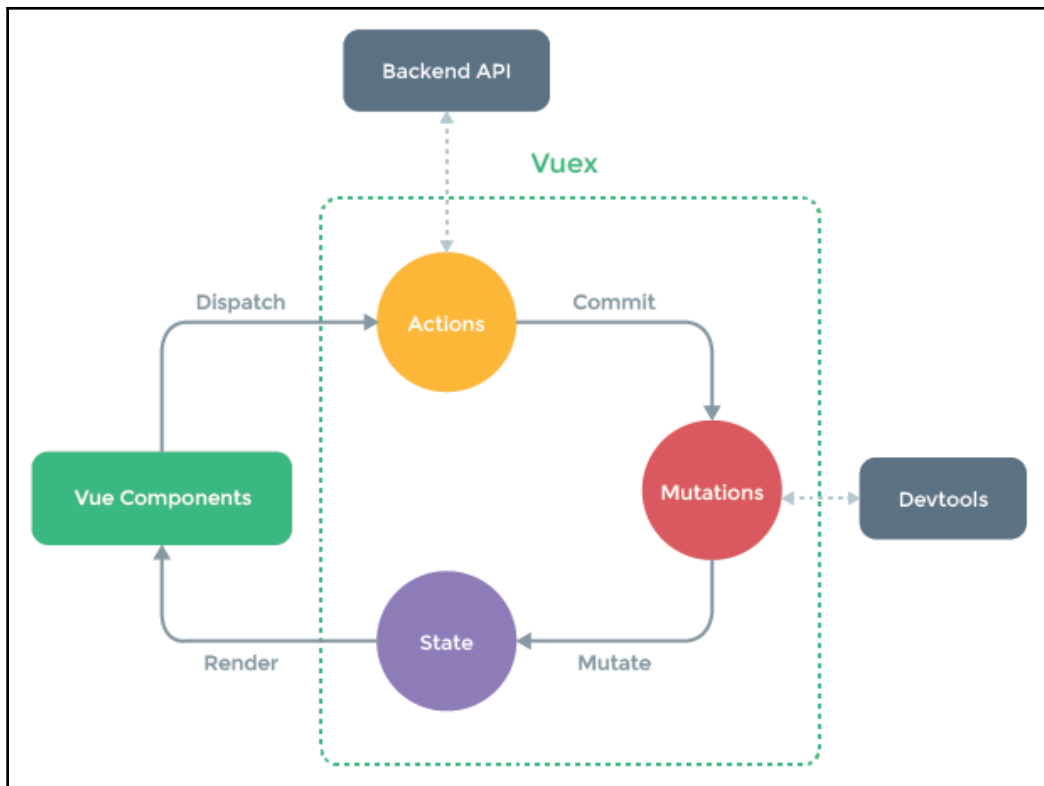 Backend API
Vuex
Dispatch
Actions
Commit
Vue Components
Mutations
Devtools
State
Render
Mutate